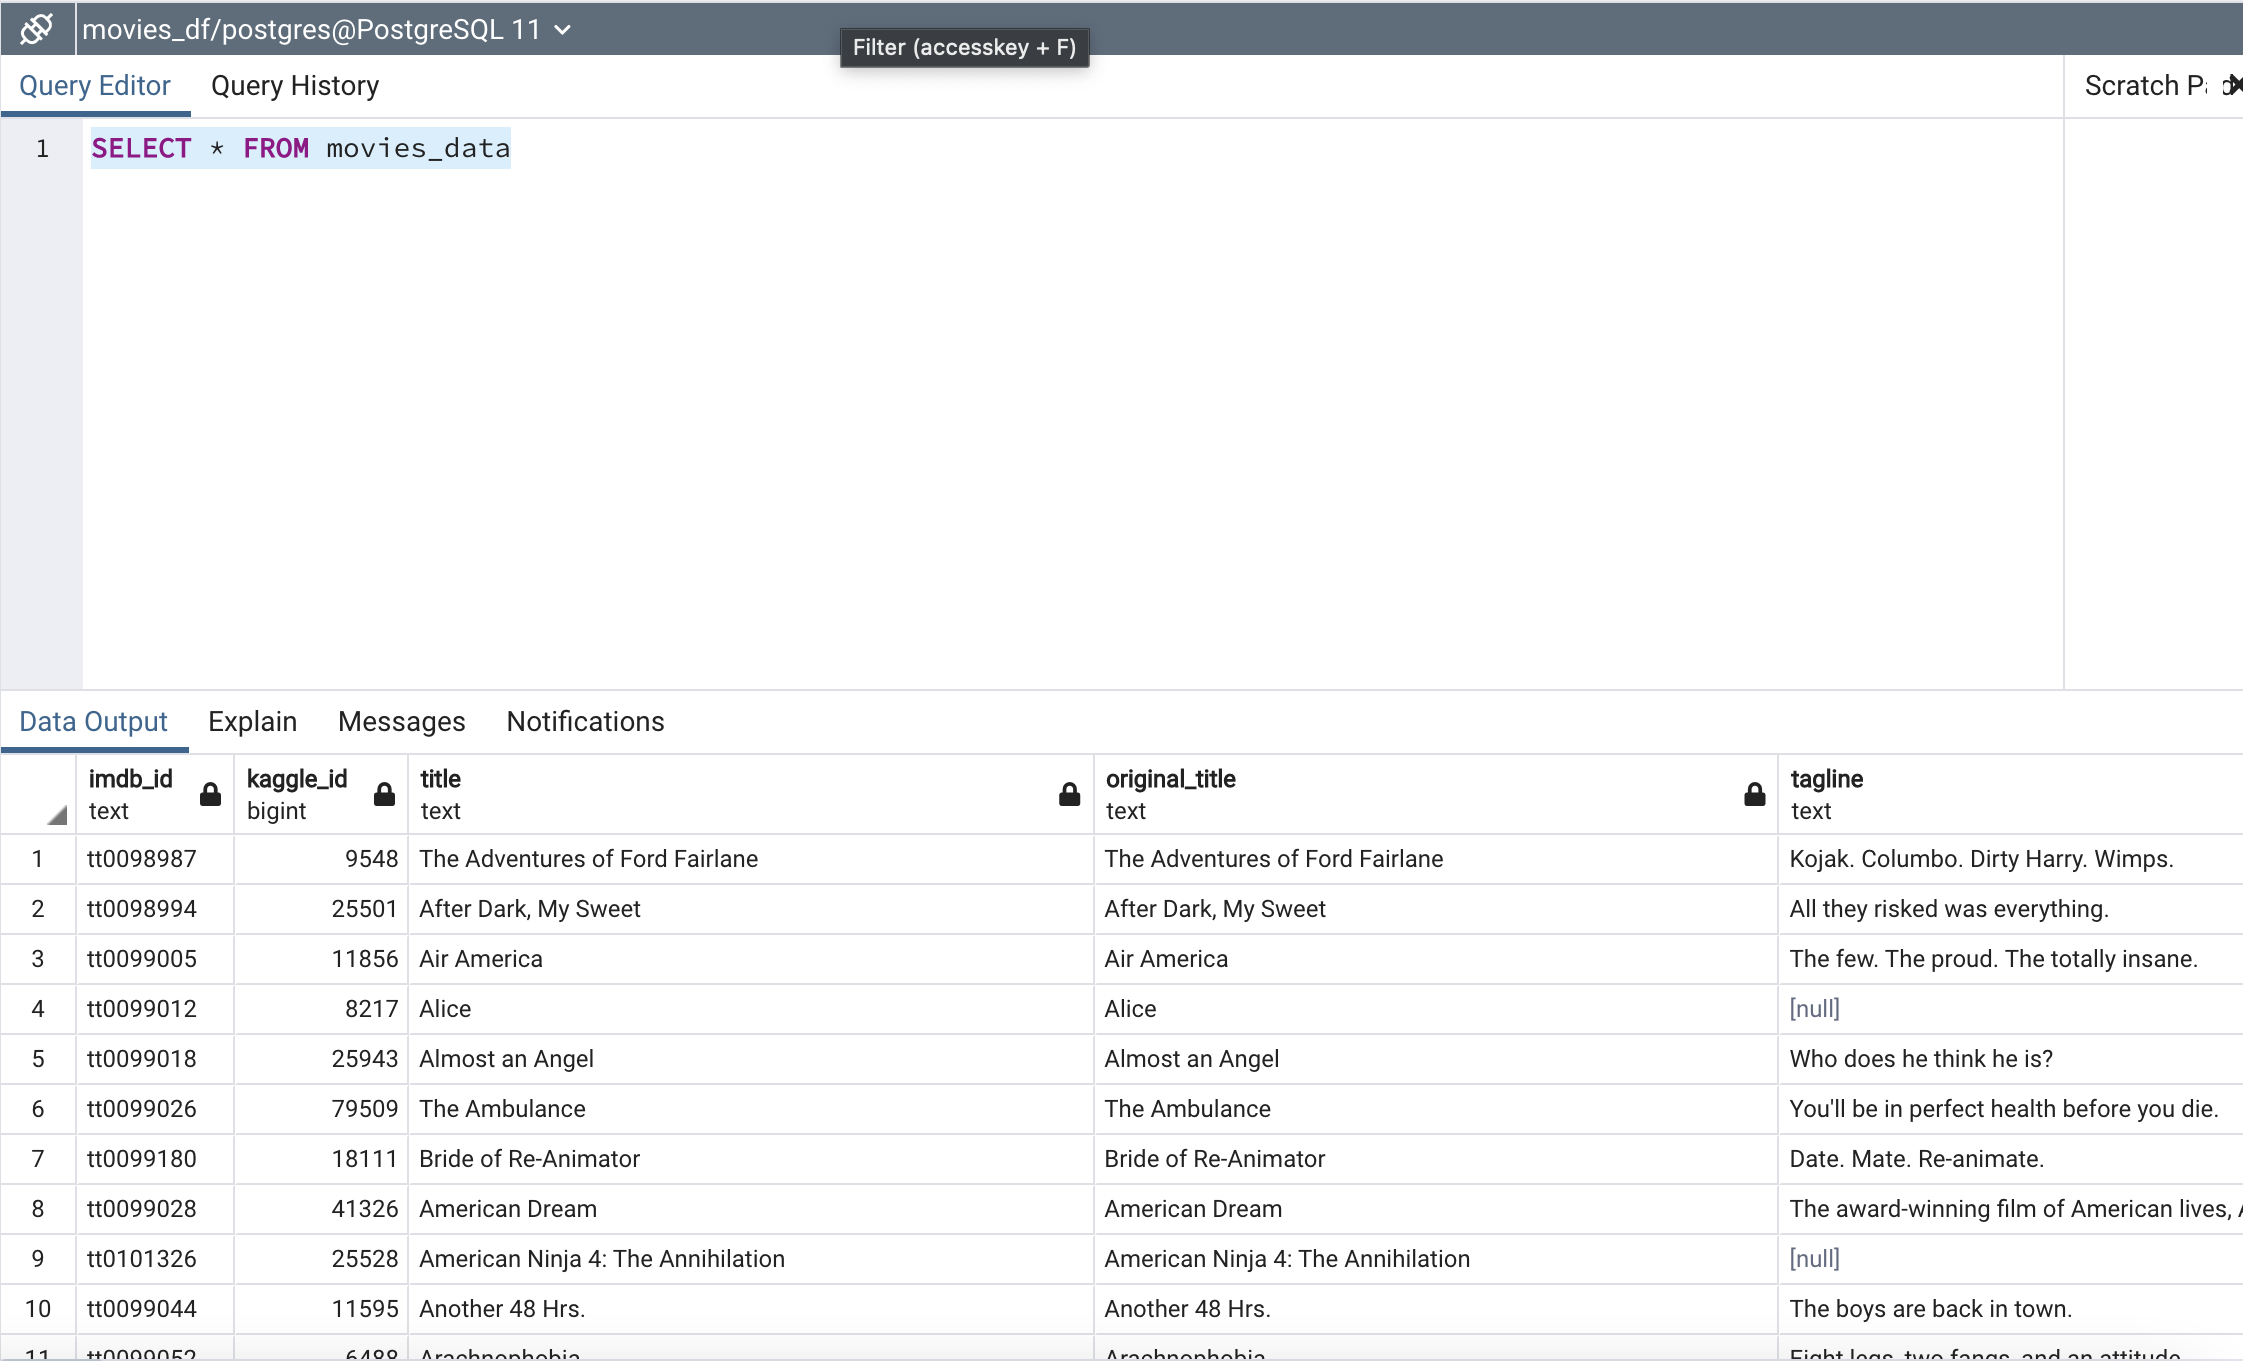 movies_df/postgres@PostgreSQL 11
Filter (accesskey + F)
Query Editor Query History Scratch
1 SELECT * FROM movies_data
Data Output Explain Messages Notifications
imdb_id kaggle_id title original_title tagline
text bigint text text text
1 tt0098987 9548 The Adventures of Ford Fairlane The Adventures of Ford Fairlane Kojak. Columbo. Dirty Harry. Wimps.
2 tt0098994 25501 After Dark, My Sweet After Dark, My Sweet All they risked was everything.
3 tt0099005 11856 Air America Air America The few. The proud. The totally insane.
4 tt0099012 8217 Alice Alice [null]
5 tt0099018 25943 Almost an Angel Almost an Angel Who does he think he is?
6 tt0099026 79509 The Ambulance The Ambulance You'll be in perfect health before you die.
7 tt0099180 18111 Bride of Re-Animator Bride of Re-Animator Date. Mate. Re-animate.
8 tt0099028 41326 American Dream American Dream The award-winning film of American lives,
9 tt0101326 25528 American Ninja 4: The Annihilation American Ninja 4: The Annihilation [null]
10 tt0099044 11595 Another 48 Hrs. Another 48 Hrs. The boys are back in town.
11 tt0099052 6488 Arachnophobia Arachnophobia Eight legs, two fangs, and an attitude